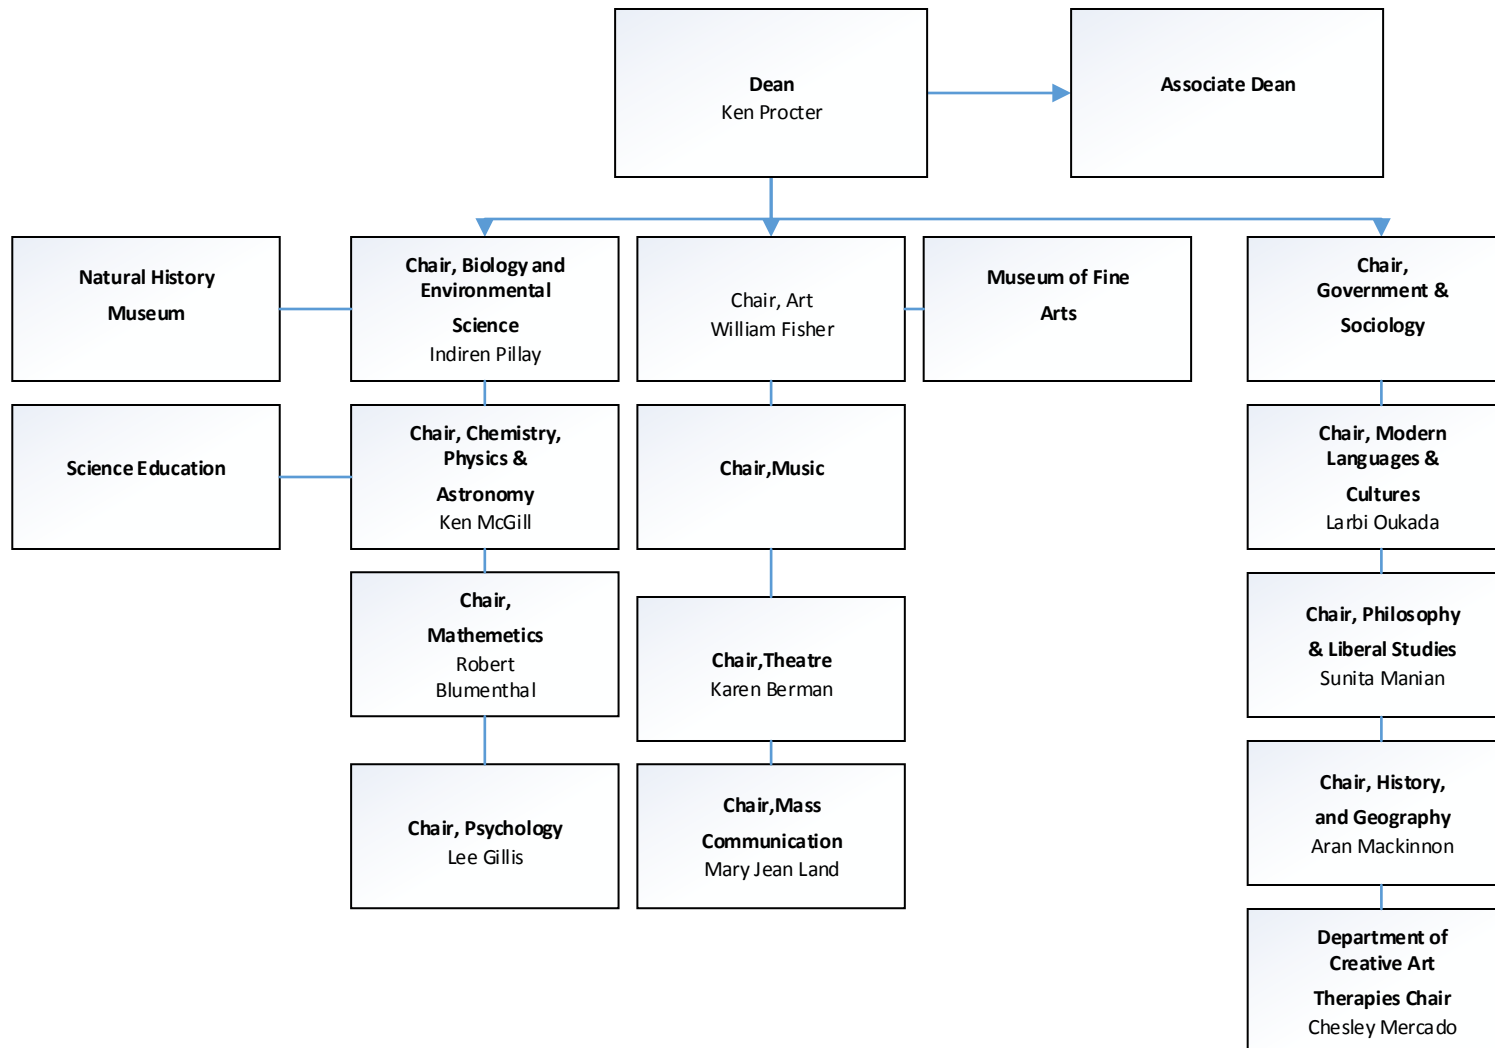 Dean
Ken Procter
Associate Dean
Natural History
Museum
Chair, Biology and
Environmental
Science
Indiren Pillay
Chair, Art
William Fisher
Museum of Fine
Arts
Chair,
Government &
Sociology
Science Education
Chair, Chemistry,
Physics &
Astronomy
Ken McGill
Chair,Music
Chair, Modern
Languages &
Cultures
Larbi Oukada
Chair,
Mathemetics
Robert
Blumenthal
Chair,Theatre
Karen Berman
Chair, Philosophy
& Liberal Studies
Sunita Manian
Chair, Psychology
Lee Gillis
Chair,Mass
Communication
Mary Jean Land
Chair, History,
and Geography
Aran Mackinnon
Department of
Creative Art
Therapies Chair
Chesley Mercado